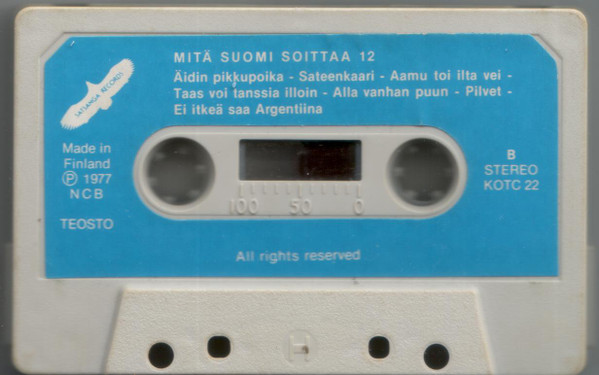 MITÄ SUOMI SOITTAA 12
Äidin pikkupoika - Sateenkaari - Aamu toi ilta vei -
Taas voi tanssia illoin - Alla vanhan puun - Pilvet -
Ei itkeä saa Argentiina
SATSANGA RECORDS
Made in
Finland
Ⓟ 1977
NCB
TEOSTO
B
STEREO
KOTC 22
100 50 0
All rights reserved
H